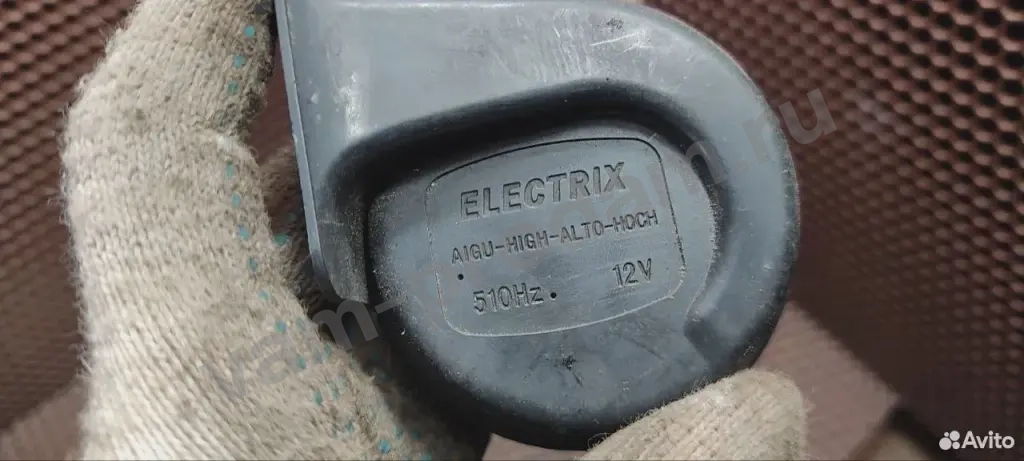 ELECTRIX
AIGU-HIGH-ALTO-HOCH
510Hz. 12V
Avito